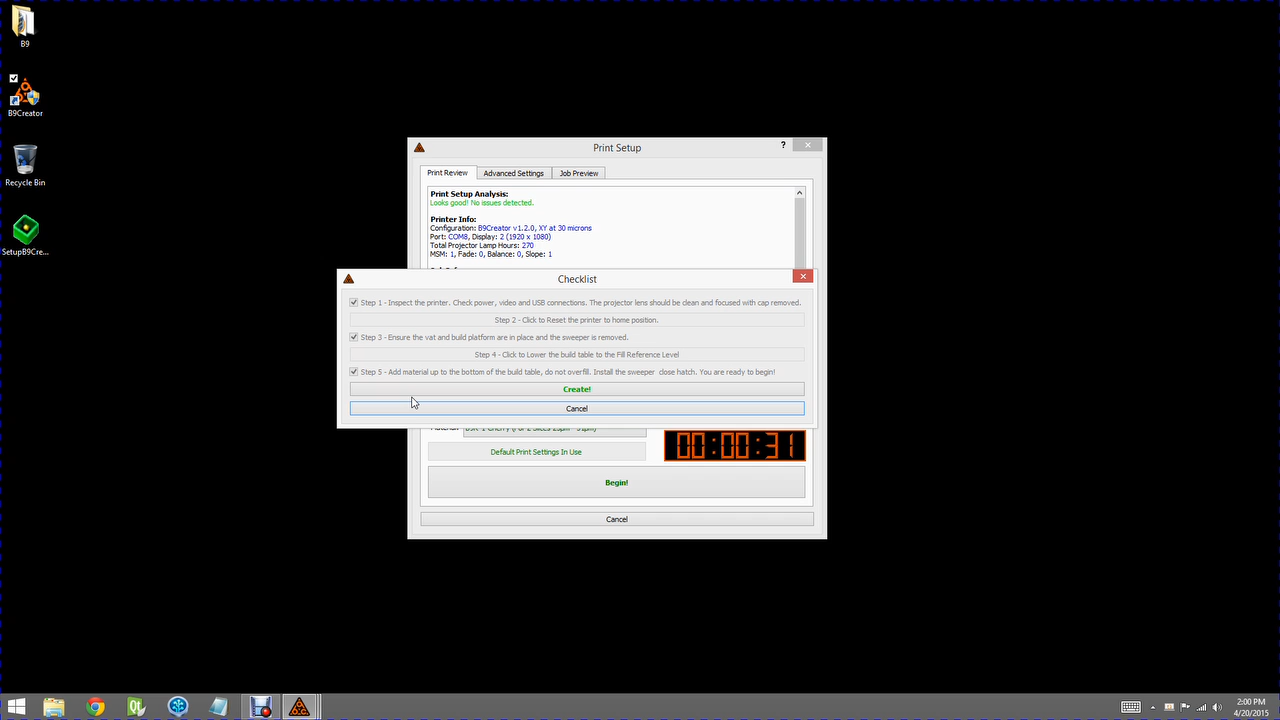 B9
B9Creator
Recycle Bin
SetupB9Cre...
Print Setup
?
Print Review
Advanced Settings
Job Preview
Print Setup Analysis:
Looks good! No issues detected.
Printer Info:
Configuration: B9Creator v1.2.0, XY at 30 microns
Port: COM8, Display: 2 (1920 x 1080)
Total Projector Lamp Hours: 270
MSM: 1, Fade: 0, Balance: 0, Slope: 1
Checklist
Step 1 - Inspect the printer. Check power, video and USB connections. The projector lens should be clean and focused with cap removed.
Step 2 - Click to Reset the printer to home position.
Step 3 - Ensure the vat and build platform are in place and the sweeper is removed.
Step 4 - Click to Lower the build table to the Fill Reference Level
Step 5 - Add material up to the bottom of the build table, do not overfill. Install the sweeper close hatch. You are ready to begin!
Create!
Cancel
00:00:31
Default Print Settings In Use
Begin!
Cancel
2:00 PM
4/20/2015